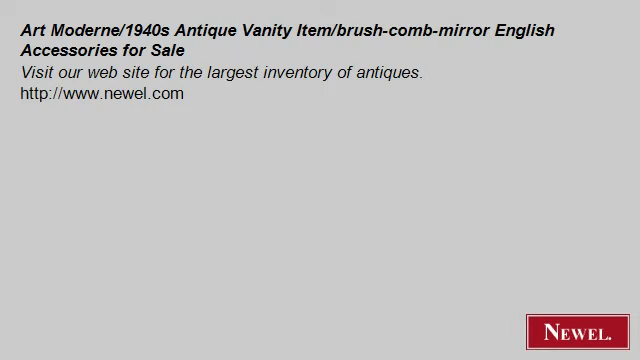 Art Moderne/1940s Antique Vanity Item/brush-comb-mirror English
Accessories for Sale
Visit our web site for the largest inventory of antiques.
http://www.newel.com
NEWEL.